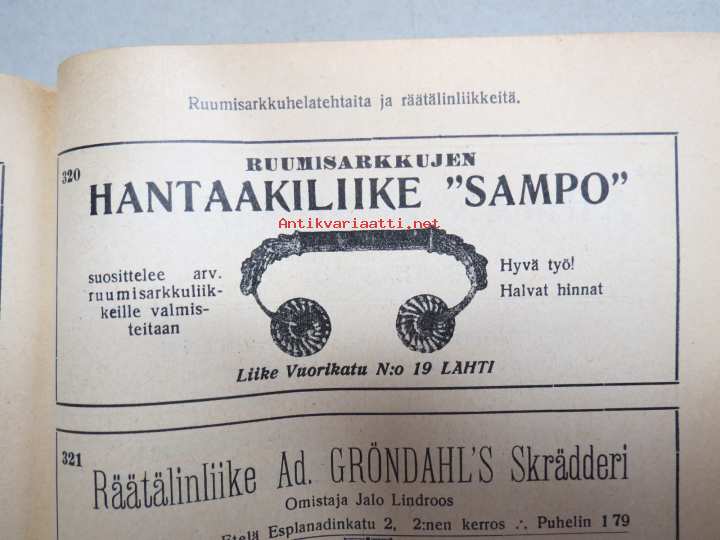 Ruumisarkkuhelatehtaita ja räätälinliikkeitä.
320
RUUMISARKKUJEN
HANTAAKILIIKE "SAMPO"
Antikvariaatti.net
suosittelee arv.
ruumisarkkuliik-
keille valmis-
teitaan
Hyvä työ!
Halvat hinnat
Liike Vuorikatu N:o 19 LAHTI
321
Räätälinliike Ad. GRÖNDAHL'S Skrädderi
Omistaja Jalo Lindroos
Etelä Esplanadinkatu 2, 2:nen kerros ∴ Puhelin 1 79